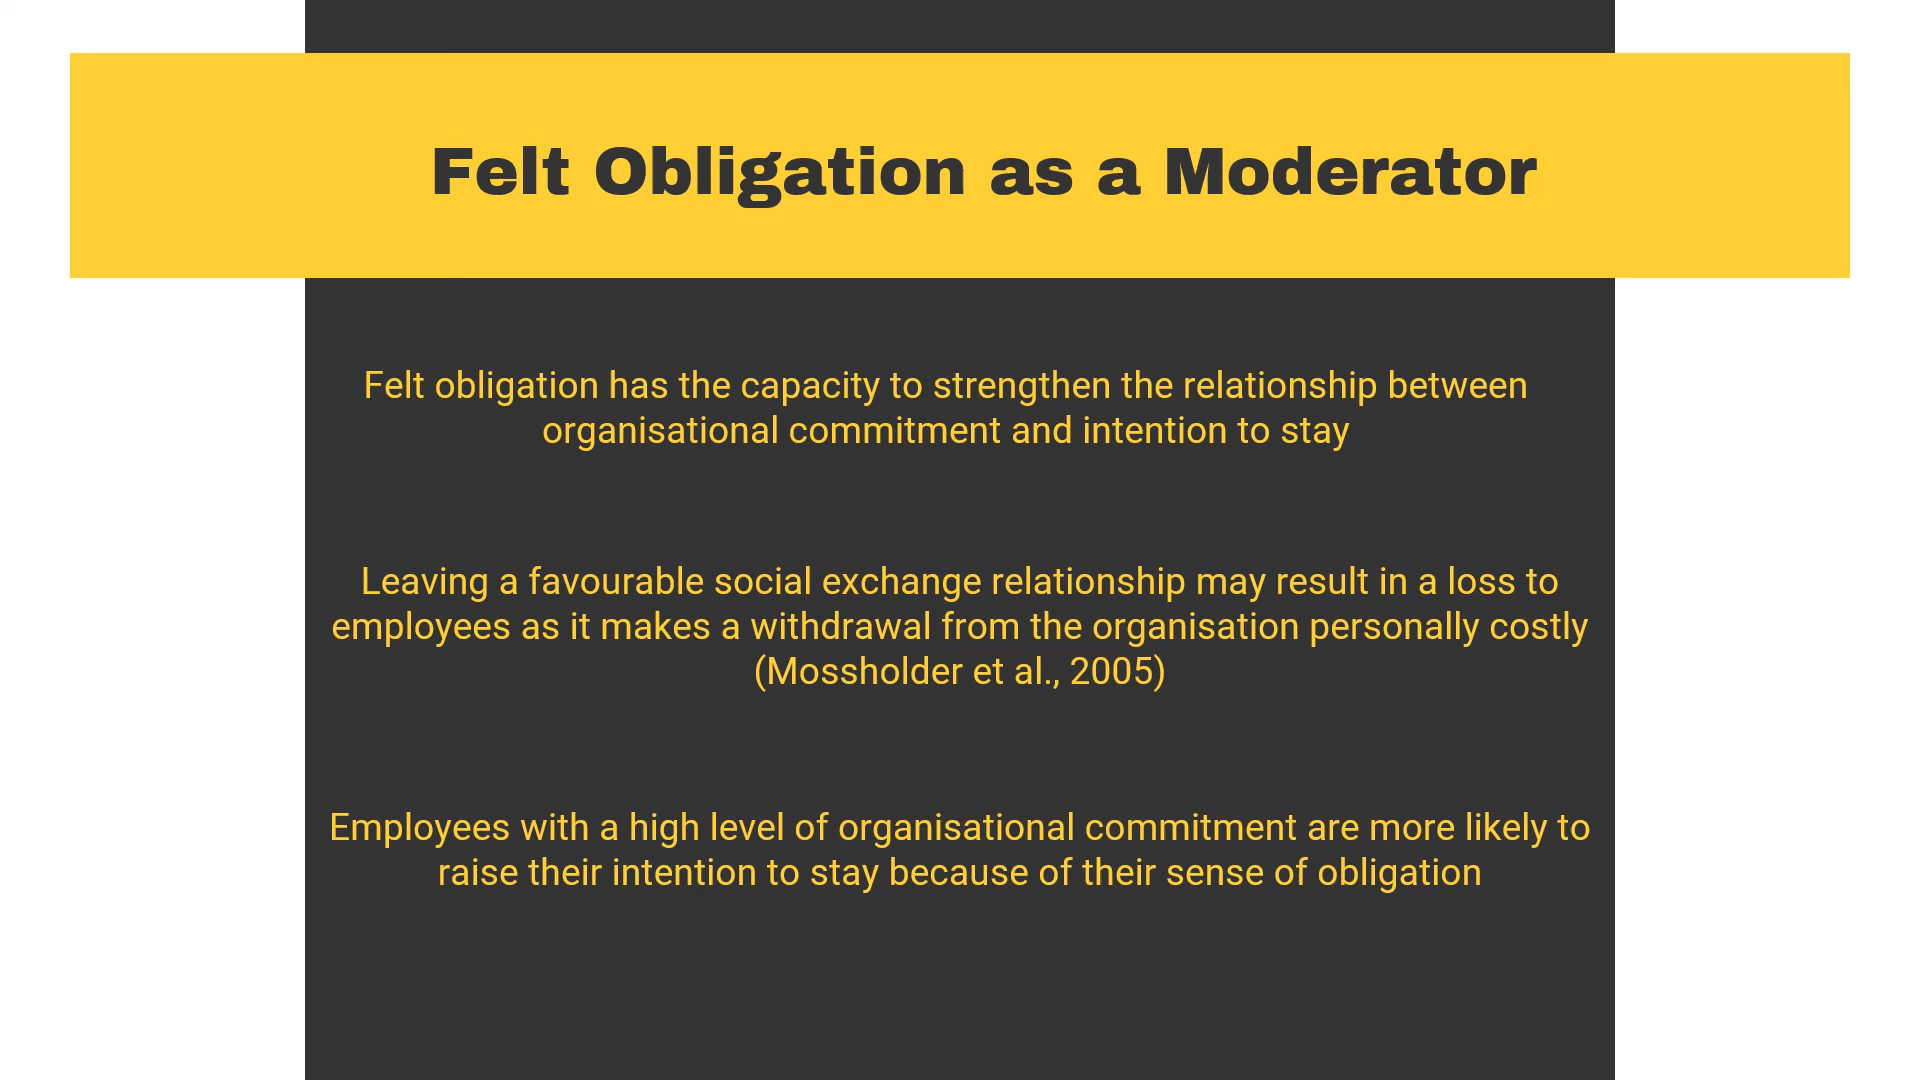 Felt Obligation as a Moderator
Felt obligation has the capacity to strengthen the relationship between
organisational commitment and intention to stay
Leaving a favourable social exchange relationship may result in a loss to
employees as it makes a withdrawal from the organisation personally costly
(Mossholder et al., 2005)
Employees with a high level of organisational commitment are more likely to
raise their intention to stay because of their sense of obligation